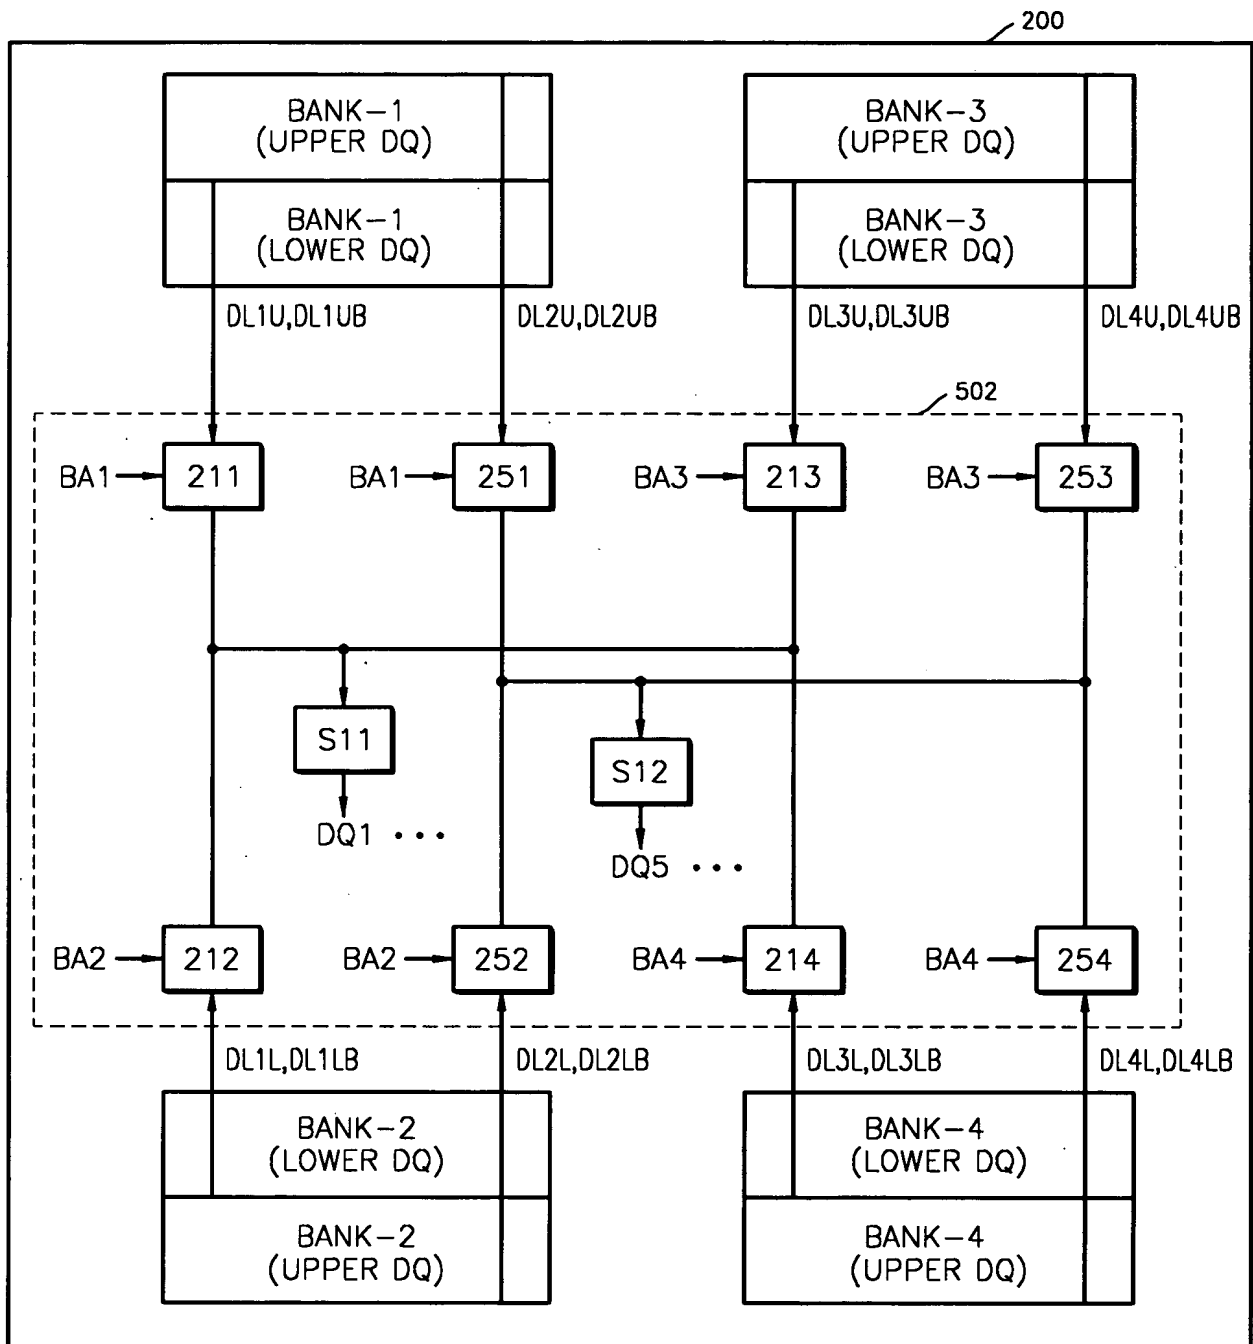 200
BANK-1
(UPPER DQ)
BANK-3
(UPPER DQ)
BANK-1
(LOWER DQ)
BANK-3
(LOWER DQ)
DL1U,DL1UB
DL2U,DL2UB
DL3U,DL3UB
DL4U,DL4UB
502
BA1
211
BA1
251
BA3
213
BA3
253
S11
S12
DQ1 •••
DQ5 •••
BA2
212
BA2
252
BA4
214
BA4
254
DL1L,DL1LB
DL2L,DL2LB
DL3L,DL3LB
DL4L,DL4LB
BANK-2
(LOWER DQ)
BANK-4
(LOWER DQ)
BANK-2
(UPPER DQ)
BANK-4
(UPPER DQ)